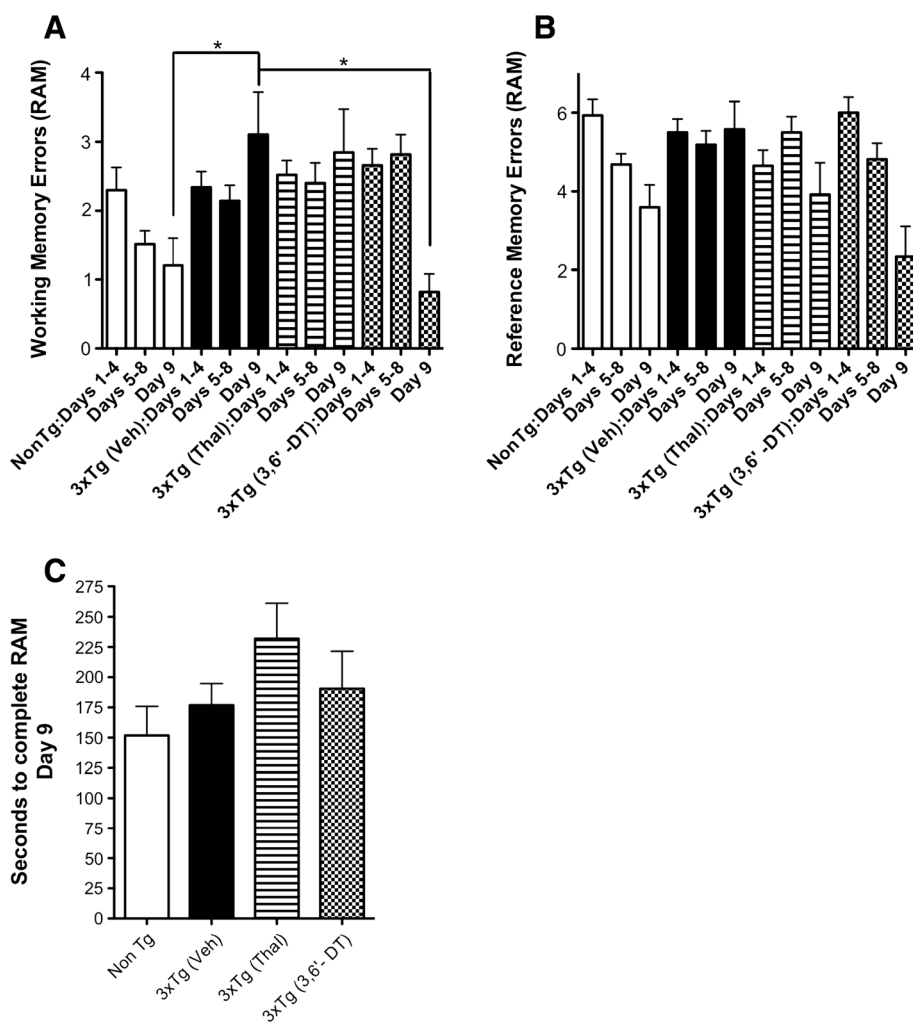 A
Working Memory Errors (RAM)
4
3
2
1
0
*
*
NonTg:Days 1-4
Days 5-8
Day 9
3xTg (Veh):Days 1-4
Days 5-8
Day 9
3xTg (Thal):Days 1-4
Days 5-8
Day 9
3xTg (3,6' -DT):Days 1-4
Days 5-8
Day 9
B
Reference Memory Errors (RAM)
6
4
2
0
NonTg:Days 1-4
Days 5-8
Day 9
3xTg (Veh):Days 1-4
Days 5-8
Day 9
3xTg (Thal):Days 1-4
Days 5-8
Day 9
3xTg (3,6' -DT):Days 1-4
Days 5-8
Day 9
C
Seconds to complete RAM
Day 9
275
250
225
200
175
150
125
100
75
50
25
0
Non Tg
3xTg (Veh)
3xTg (Thal)
3xTg (3,6'- DT)